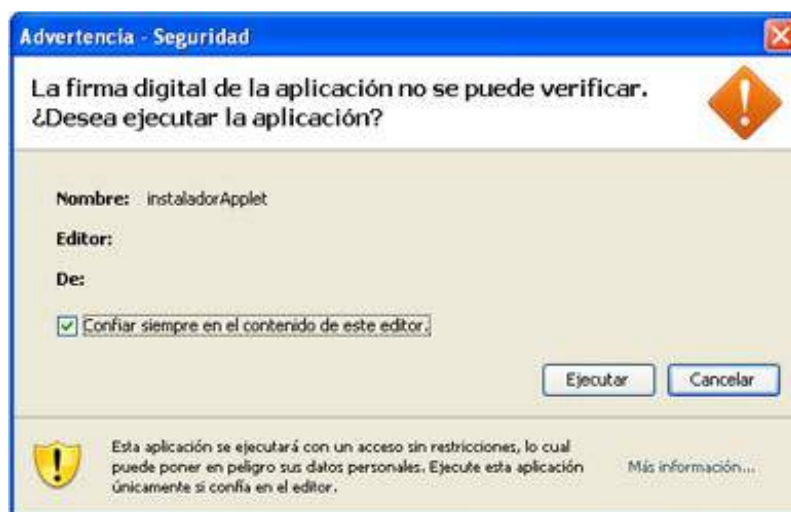 Advertencia - Seguridad
La firma digital de la aplicación no se puede verificar.
¿Desea ejecutar la aplicación?
Nombre: instaladorApplet
Editor:
De:
Confiar siempre en el contenido de este editor.
Ejecutar Cancelar
Esta aplicación se ejecutará con un acceso sin restricciones, lo cual
puede poner en peligro sus datos personales. Ejecute esta aplicación
únicamente si confía en el editor.
Más información...